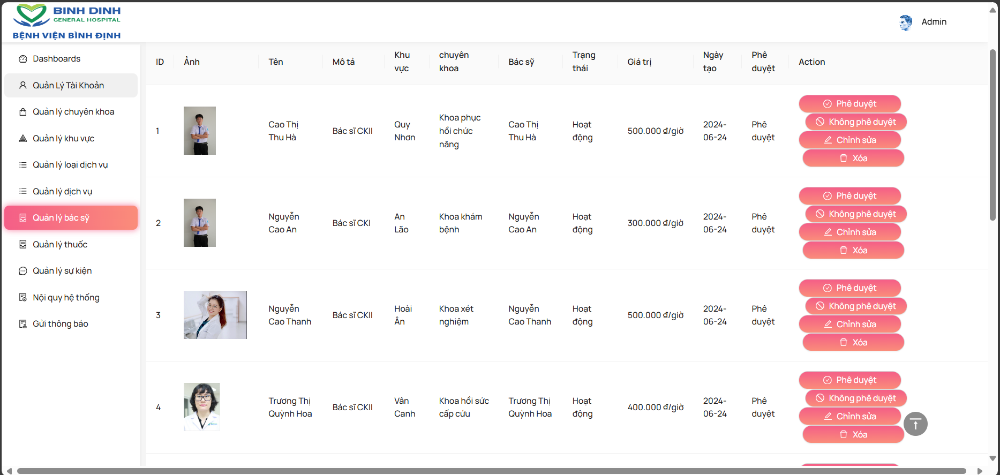 BINH DINH
GENERAL HOSPITAL
BỆNH VIỆN BÌNH ĐỊNH
Admin
Dashboards
Quản Lý Tài Khoản
Quản lý chuyên khoa
Quản lý khu vực
Quản lý loại dịch vụ
Quản lý dịch vụ
Quản lý bác sỹ
Quản lý thuốc
Quản lý sự kiện
Nội quy hệ thống
Gửi thông báo
ID Ảnh Tên Mô tả Khu vực chuyên khoa Bác sỹ Trạng thái Giá trị Ngày tạo Phê duyệt Action
1 Cao Thị Thu Hà Bác sĩ CKII Quy Nhơn Khoa phục hồi chức năng Cao Thị Thu Hà Hoạt động 500.000 ₫/giờ 2024-06-24 Phê duyệt
Phê duyệt
Không phê duyệt
Chỉnh sửa
Xóa
2 Nguyễn Cao An Bác sĩ CKI An Lão Khoa khám bệnh Nguyễn Cao An Hoạt động 300.000 ₫/giờ 2024-06-24 Phê duyệt
Phê duyệt
Không phê duyệt
Chỉnh sửa
Xóa
3 Nguyễn Cao Thanh Bác sĩ CKII Hoài Ân Khoa xét nghiệm Nguyễn Cao Thanh Hoạt động 500.000 ₫/giờ 2024-06-24 Phê duyệt
Phê duyệt
Không phê duyệt
Chỉnh sửa
Xóa
4 Trương Thị Quỳnh Hoa Bác sĩ CKII Vân Canh Khoa hồi sức cấp cứu Trương Thị Quỳnh Hoa Hoạt động 400.000 ₫/giờ 2024-06-24 Phê duyệt
Phê duyệt
Không phê duyệt
Chỉnh sửa
Xóa